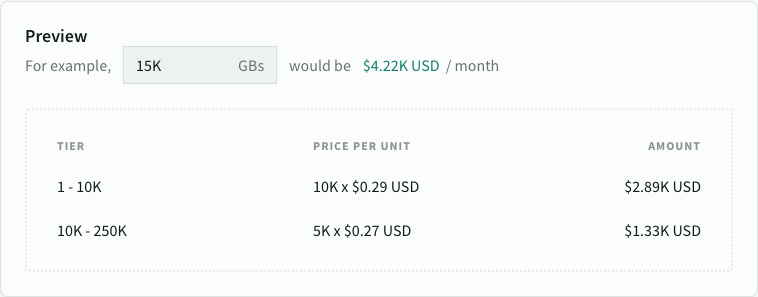 Preview
For example, 15K GBs would be $4.22K USD / month
TIER PRICE PER UNIT AMOUNT
1 - 10K 10K x $0.29 USD $2.89K USD
10K - 250K 5K x $0.27 USD $1.33K USD